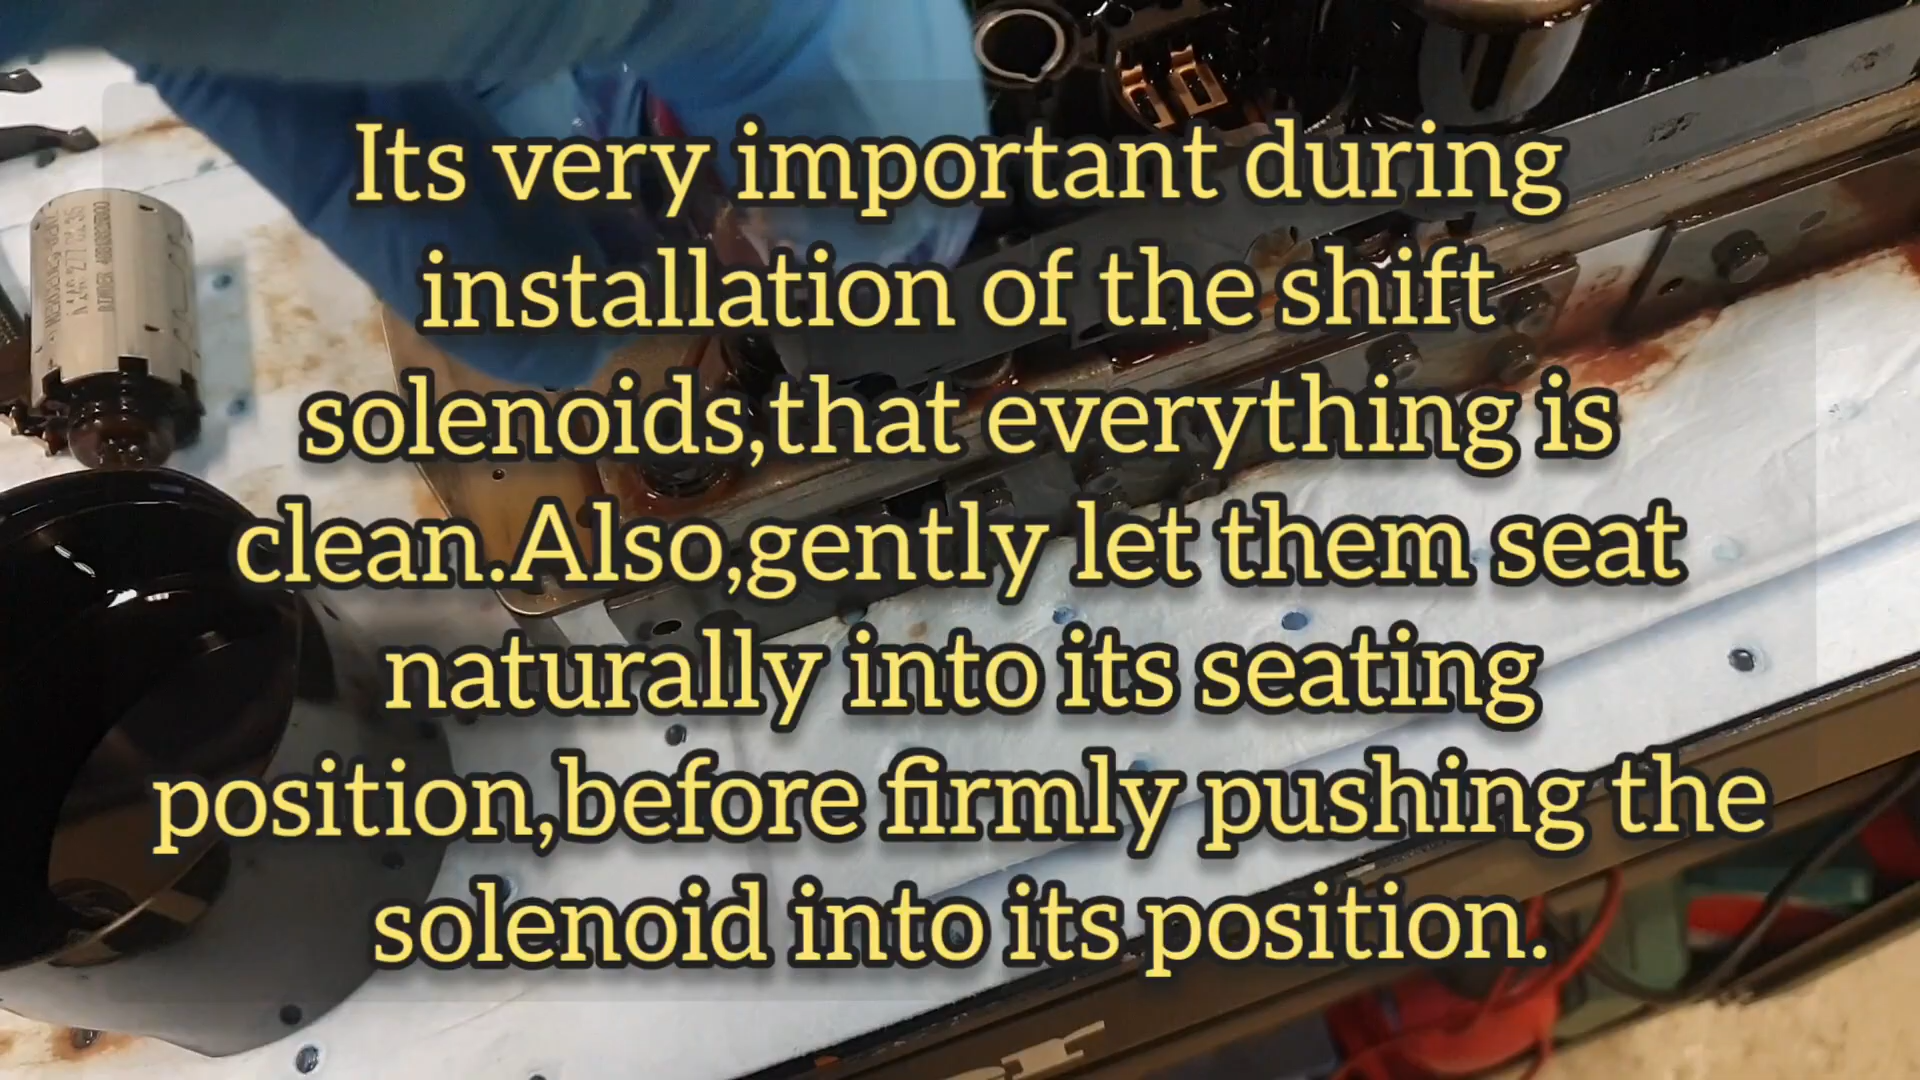 Its very important during
installation of the shift
solenoids,that everything is
clean.Also,gently let them seat
naturally into its seating
position,before firmly pushing the
solenoid into its position.